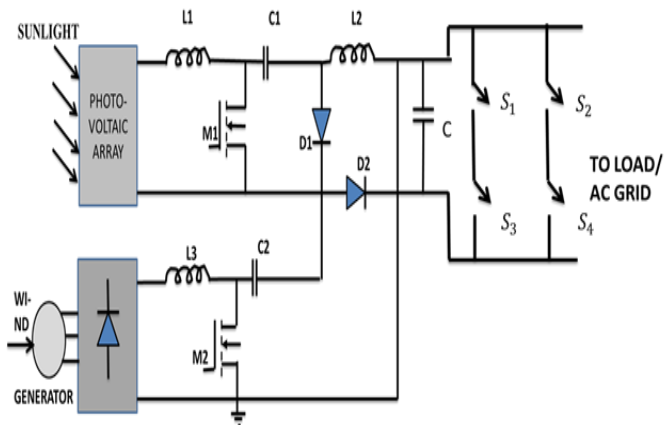 SUNLIGHT
L1
C1
L2
PHOTO-
VOLTAIC
ARRAY
M1
D1
D2
C
S1
S2
S3
S4
TO LOAD/
AC GRID
L3
C2
WI-
ND
M2
GENERATOR